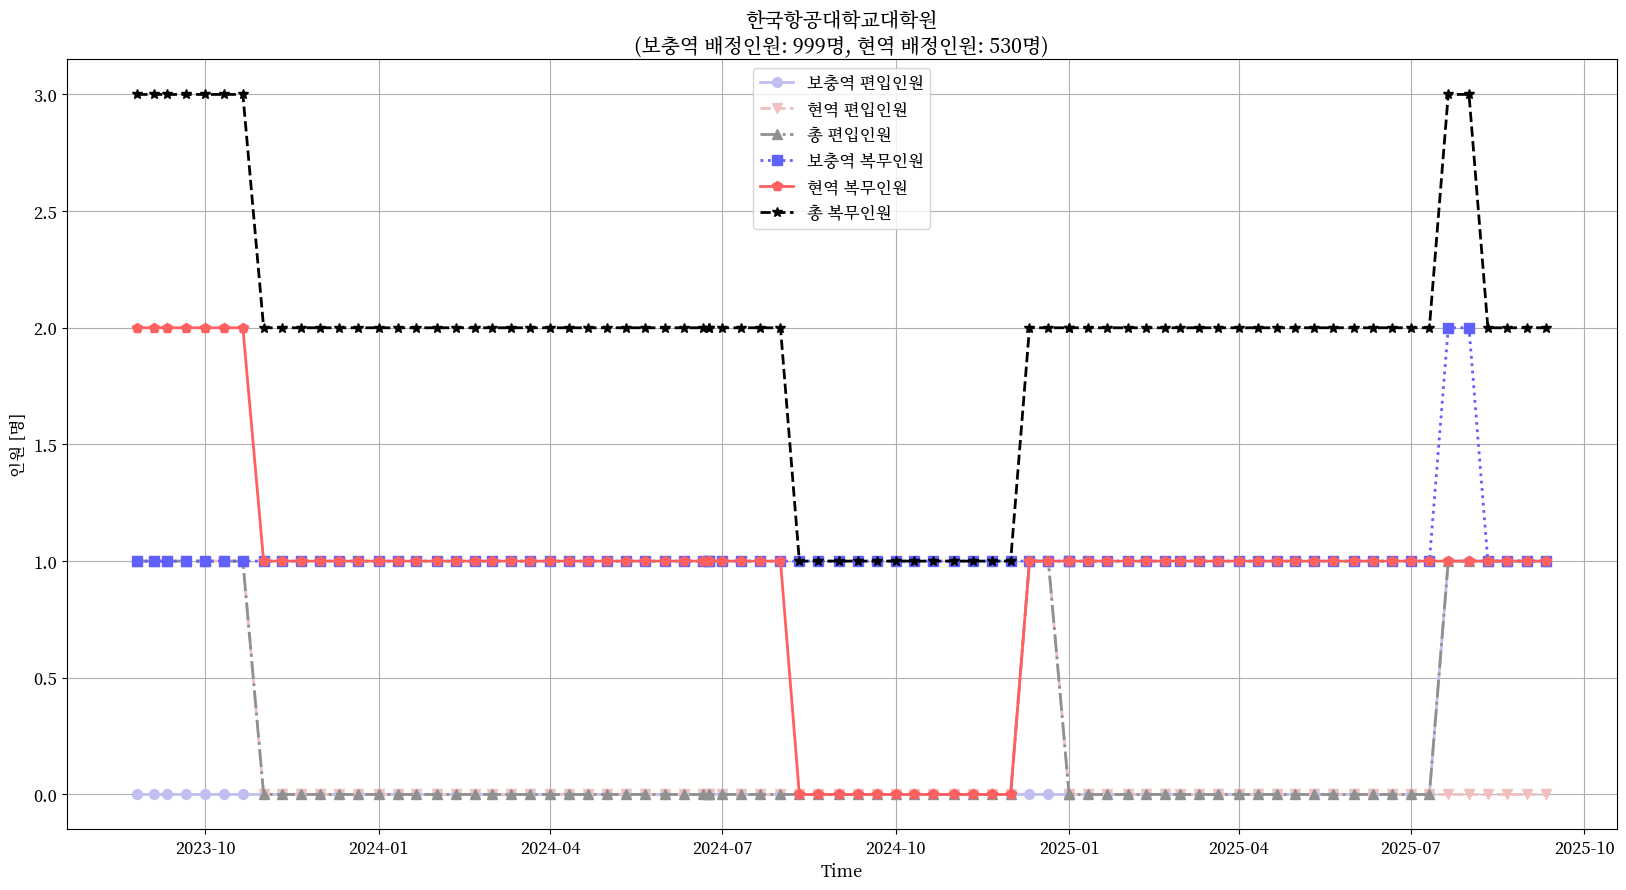 한국항공대학교대학원
(보충역 배정인원: 999명, 현역 배정인원: 530명)
보충역 편입인원
현역 편입인원
총 편입인원
보충역 복무인원
현역 복무인원
총 복무인원
인원 [명]
3.0
2.5
2.0
1.5
1.0
0.5
0.0
2023-10
2024-01
2024-04
2024-07
2024-10
2025-01
2025-04
2025-07
2025-10
Time